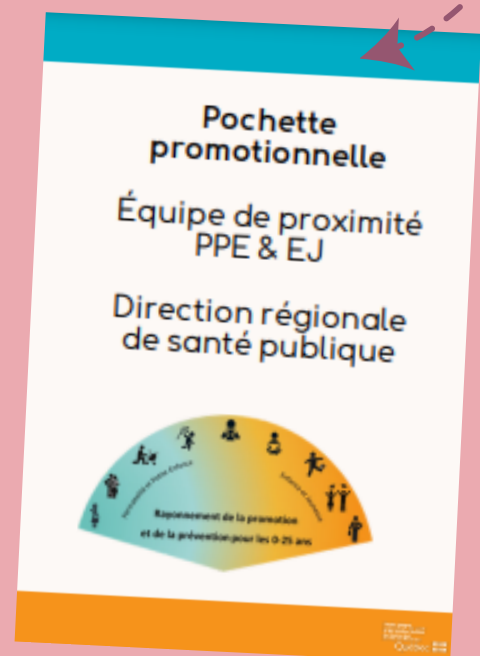 Pochette
promotionnelle
Équipe de proximité
PPE & EJ
Direction régionale
de santé publique
Rayonnement de la promotion
et de la prévention pour les 0-25 ans
Québec